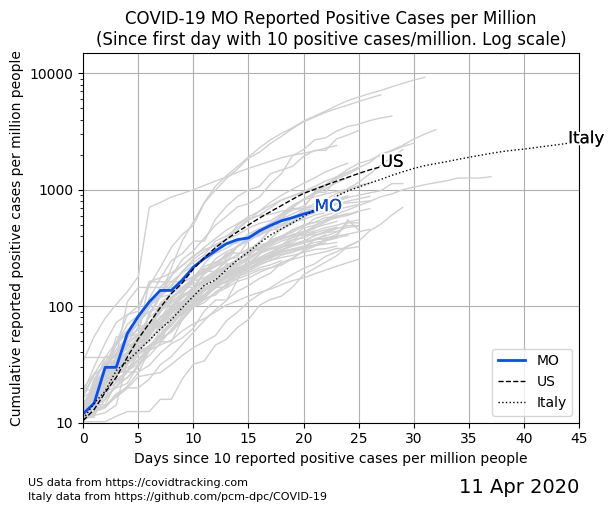 COVID-19 MO Reported Positive Cases per Million
(Since first day with 10 positive cases/million. Log scale)
Cumulative reported positive cases per million people
10000
1000
100
10
Italy
US
MO
MO
US
Italy
0 5 10 15 20 25 30 35 40 45
Days since 10 reported positive cases per million people
US data from https://covidtracking.com
Italy data from https://github.com/pcm-dpc/COVID-19
11 Apr 2020